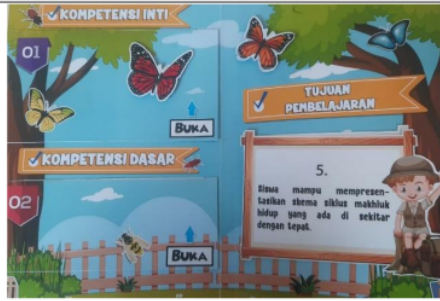 KOMPETENSI INTI
01
BUKA
KOMPETENSI DASAR
02
BUKA
TUJUAN
PEMBELAJARAN
5.
Siswa mampu mempresen-
tasikan skema siklus makhluk
hidup yang ada di sekitar
dengan tepat.